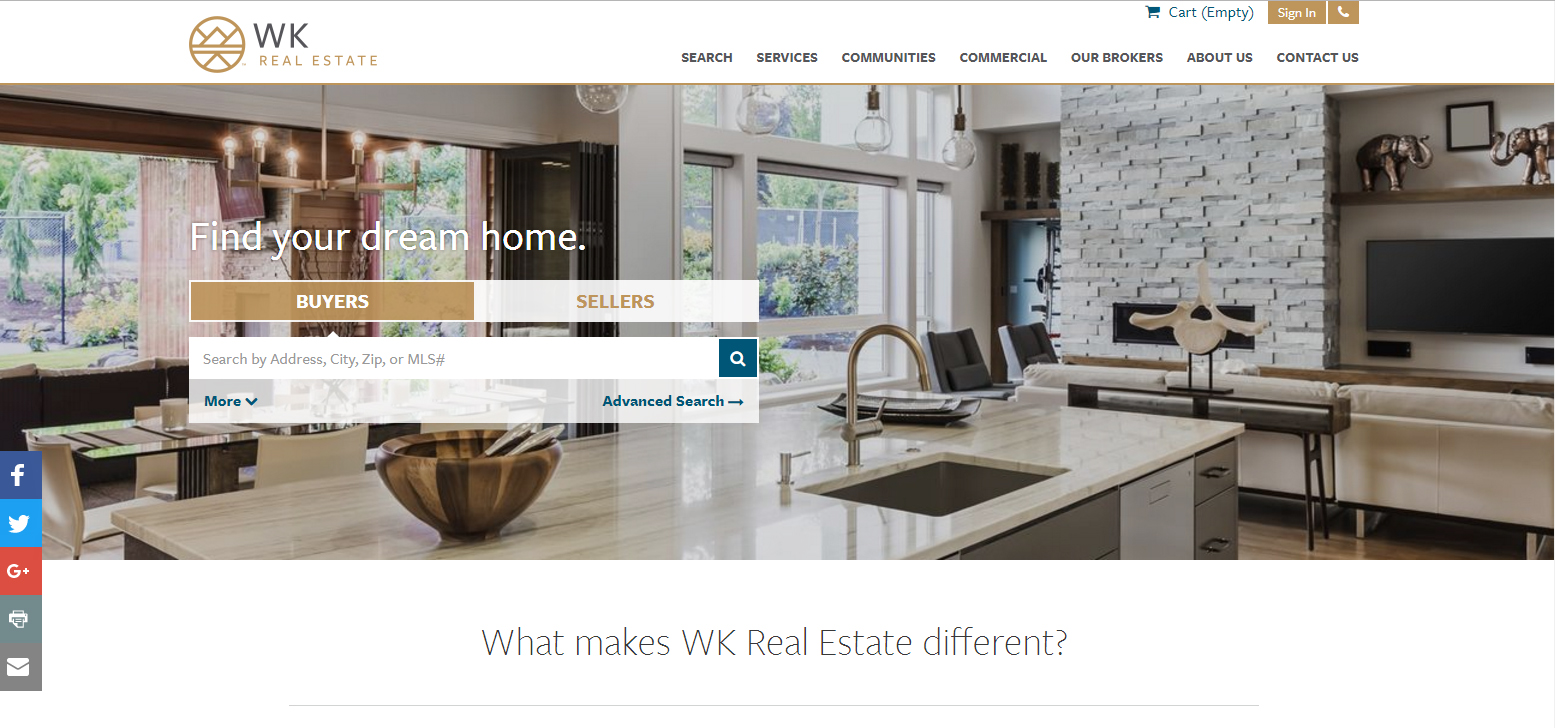 Cart (Empty) Sign In
WK
REAL ESTATE
SEARCH SERVICES COMMUNITIES COMMERCIAL OUR BROKERS ABOUT US CONTACT US
Find your dream home.
BUYERS SELLERS
Search by Address, City, Zip, or MLS#
More Advanced Search
f
G+
What makes WK Real Estate different?